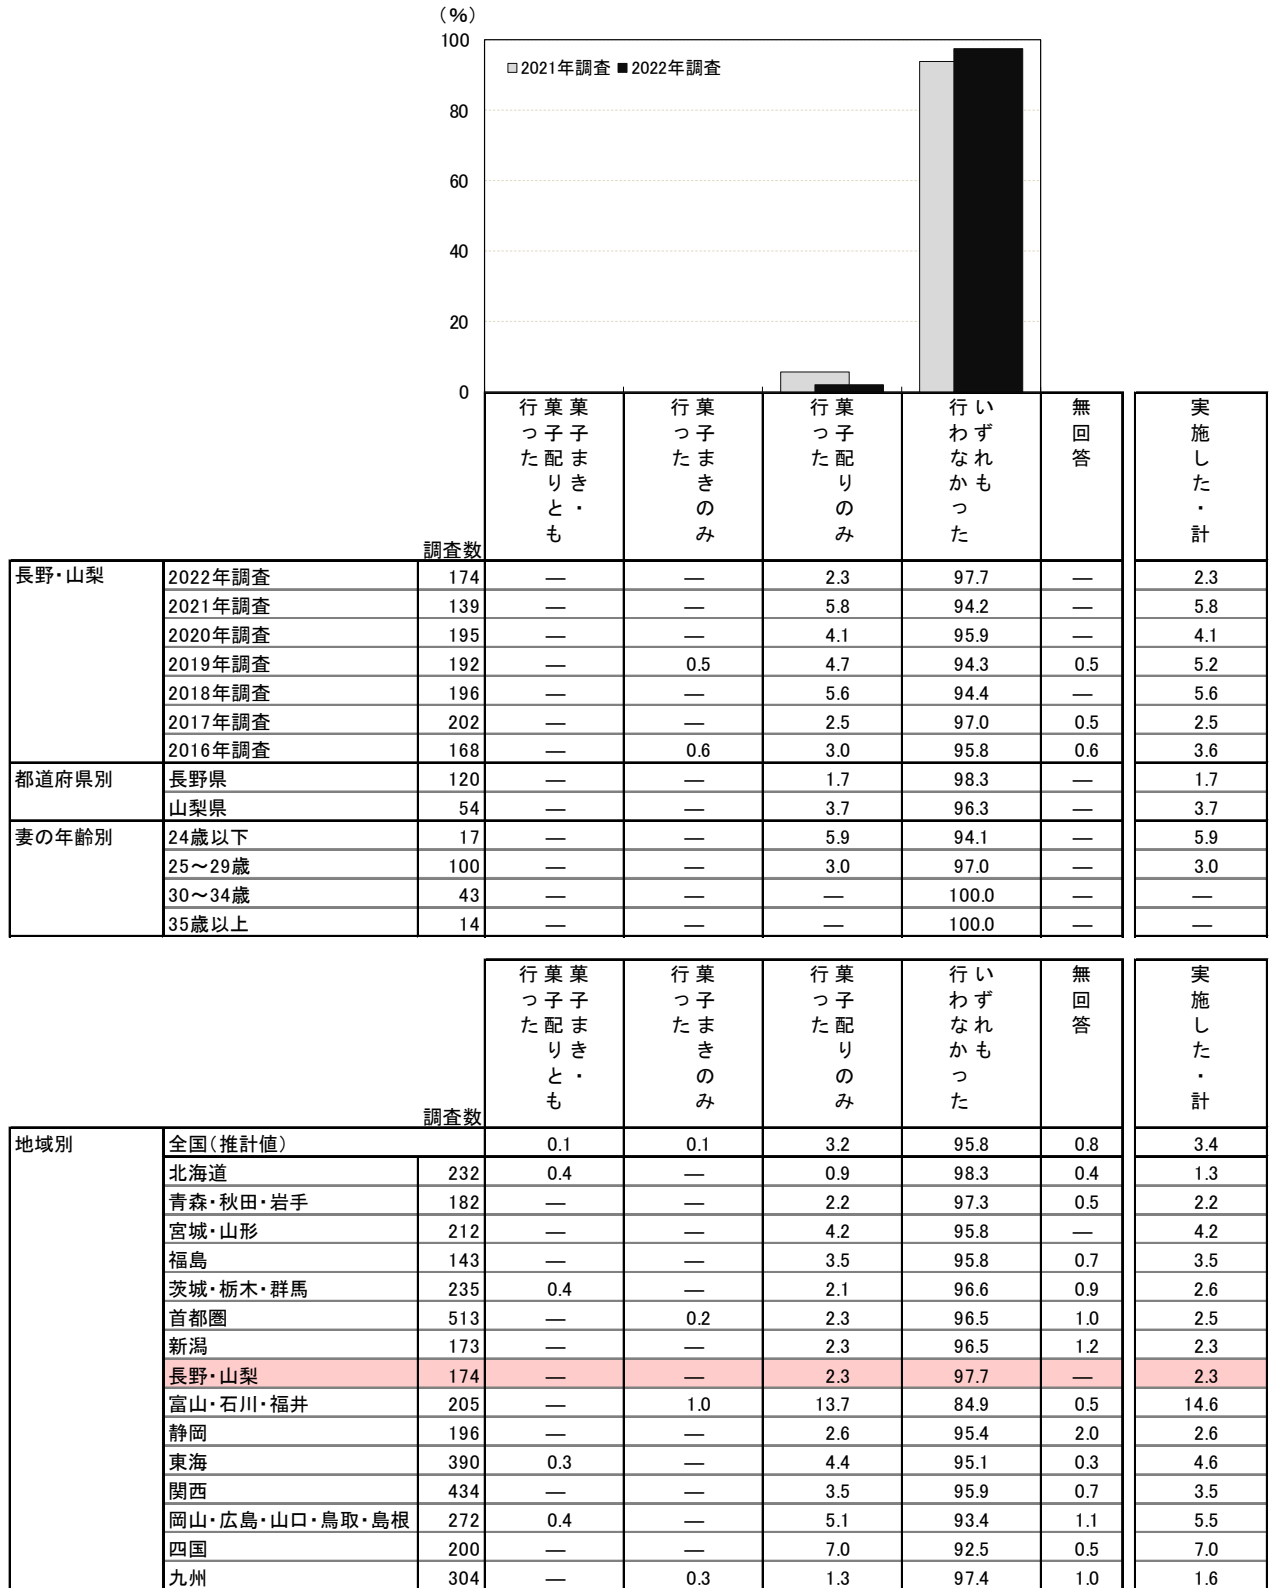 （%）
100
80
60
40
20
0
□2021年調査 ■2022年調査
菓子まき・菓子配りとも行った
菓子まきのみ行った
菓子配りのみ行った
いずれも行わなかった
無回答
実施した・計
調査数
長野・山梨 2022年調査 174 ― ― 2.3 97.7 ― 2.3
2021年調査 139 ― ― 5.8 94.2 ― 5.8
2020年調査 195 ― ― 4.1 95.9 ― 4.1
2019年調査 192 ― 0.5 4.7 94.3 0.5 5.2
2018年調査 196 ― ― 5.6 94.4 ― 5.6
2017年調査 202 ― ― 2.5 97.0 0.5 2.5
2016年調査 168 ― 0.6 3.0 95.8 0.6 3.6
都道府県別 長野県 120 ― ― 1.7 98.3 ― 1.7
山梨県 54 ― ― 3.7 96.3 ― 3.7
妻の年齢別 24歳以下 17 ― ― 5.9 94.1 ― 5.9
25～29歳 100 ― ― 3.0 97.0 ― 3.0
30～34歳 43 ― ― ― 100.0 ― ―
35歳以上 14 ― ― ― 100.0 ― ―
菓子まき・菓子配りとも行った
菓子まきのみ行った
菓子配りのみ行った
いずれも行わなかった
無回答
実施した・計
調査数
地域別 全国（推計値） 0.1 0.1 3.2 95.8 0.8 3.4
北海道 232 0.4 ― 0.9 98.3 0.4 1.3
青森・秋田・岩手 182 ― ― 2.2 97.3 0.5 2.2
宮城・山形 212 ― ― 4.2 95.8 ― 4.2
福島 143 ― ― 3.5 95.8 0.7 3.5
茨城・栃木・群馬 235 0.4 ― 2.1 96.6 0.9 2.6
首都圏 513 ― 0.2 2.3 96.5 1.0 2.5
新潟 173 ― ― 2.3 96.5 1.2 2.3
長野・山梨 174 ― ― 2.3 97.7 ― 2.3
富山・石川・福井 205 ― 1.0 13.7 84.9 0.5 14.6
静岡 196 ― ― 2.6 95.4 2.0 2.6
東海 390 0.3 ― 4.4 95.1 0.3 4.6
関西 434 ― ― 3.5 95.9 0.7 3.5
岡山・広島・山口・鳥取・島根 272 0.4 ― 5.1 93.4 1.1 5.5
四国 200 ― ― 7.0 92.5 0.5 7.0
九州 304 ― 0.3 1.3 97.4 1.0 1.6